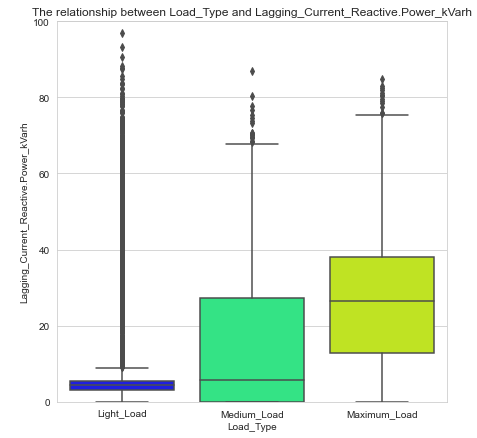 The relationship between Load_Type and Lagging_Current_Reactive.Power_kVarh
100
80
60
40
20
0
Lagging_Current_Reactive.Power_kVarh
Light_Load
Medium_Load
Maximum_Load
Load_Type